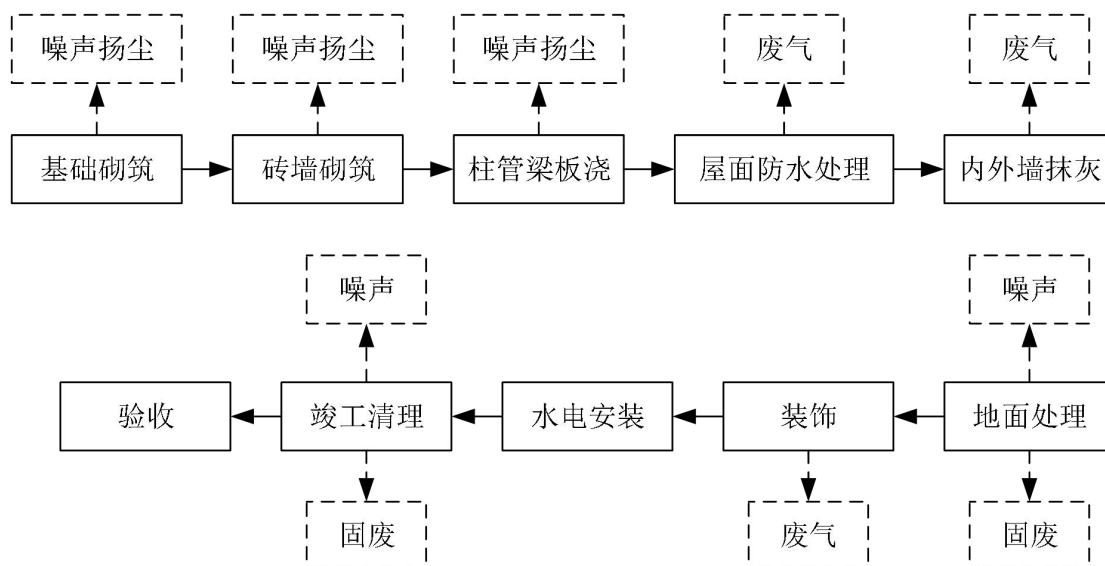 噪声扬尘
噪声扬尘
噪声扬尘
废气
废气
基础砌筑
砖墙砌筑
柱管梁板浇
屋面防水处理
内外墙抹灰
噪声
噪声
验收
竣工清理
水电安装
装饰
地面处理
固废
废气
固废